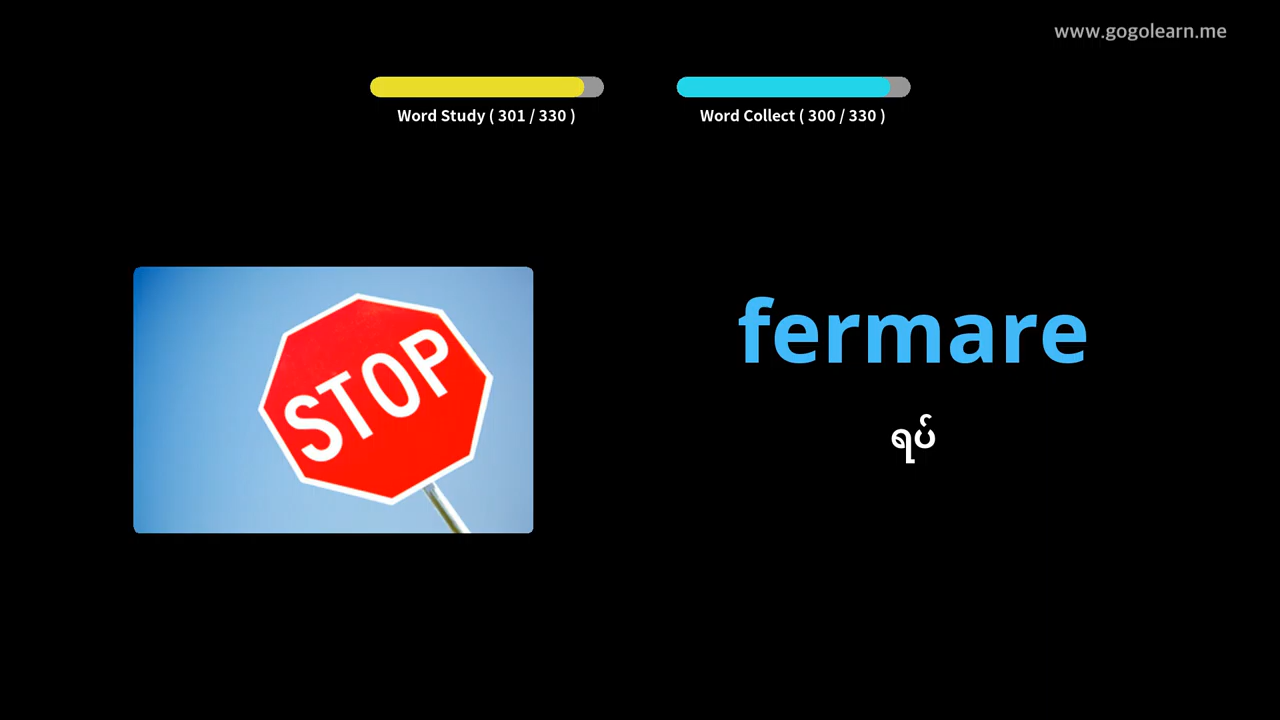 www.gogolearn.me
Word Study ( 301 / 330 )
Word Collect ( 300 / 330 )
STOP
fermare
ရပ်